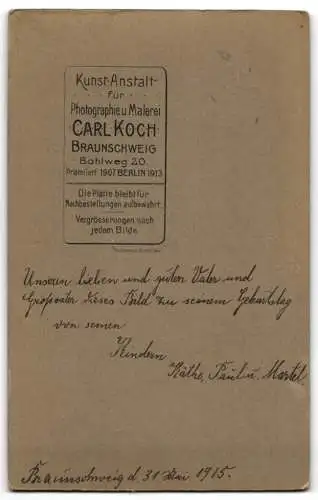 Kunst-Anstalt
für
Photographie u. Malerei
CARL KOCH
BRAUNSCHWEIG
Bohlweg 20.
Prämiiert 1907 BERLIN 1913
Die Platte bleibt für
Nachbestellungen aufbewahrt.
Vergrösserungen nach
jedem Bilde.
Unseren lieben und guten Vater und
Großvater dieses Bild zu seinem Geburtstag
von seinen
Kindern
Käthe, Paul u. Martel.
Braunschweig d. 31 Mai 1915.